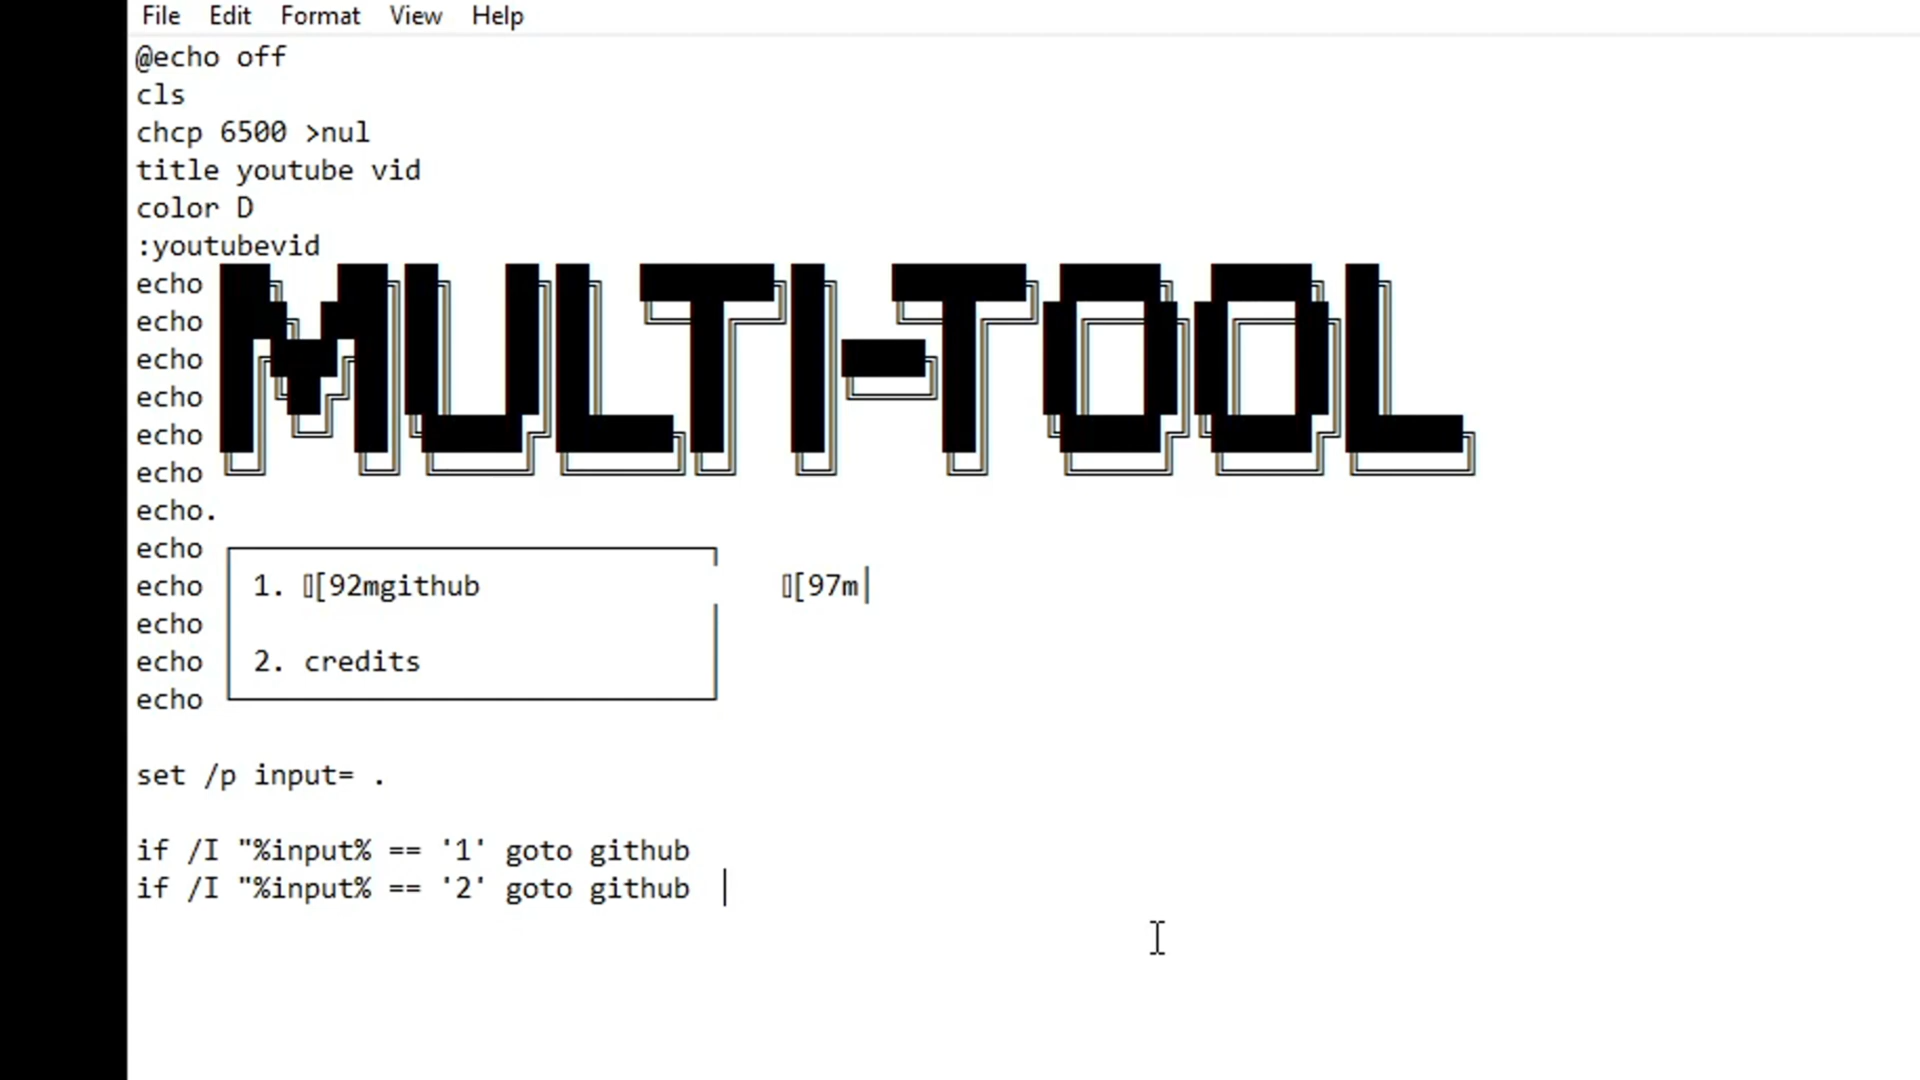 File Edit Format View Help
@echo off
cls
chcp 6500 >nul
title youtube vid
color D
:youtubevid
echo ███╗   ███╗██╗   ██╗██╗  ████████╗██╗   ████████╗ ██████╗  ██████╗ ██╗
echo ████╗ ████║██║   ██║██║  ╚══██╔══╝██║   ╚══██╔══╝██╔═══██╗██╔═══██╗██║
echo ██╔████╔██║██║   ██║██║     ██║   ██║█████╗██║   ██║   ██║██║   ██║██║
echo ██║╚██╔╝██║██║   ██║██║     ██║   ██║╚════╝██║   ██║   ██║██║   ██║██║
echo ██║ ╚═╝ ██║╚██████╔╝███████╗██║   ██║      ██║   ╚██████╔╝╚██████╔╝███████╗
echo ╚═╝     ╚═╝ ╚═════╝ ╚══════╝╚═╝   ╚═╝      ╚═╝    ╚═════╝  ╚═════╝ ╚══════╝
echo.
echo ┌────────────────────────────┐
echo │ 1. [92mgithub                  [97m│
echo │                            │
echo │ 2. credits                 │
echo └────────────────────────────┘
set /p input= .
if /I "%input% == '1' goto github
if /I "%input% == '2' goto github